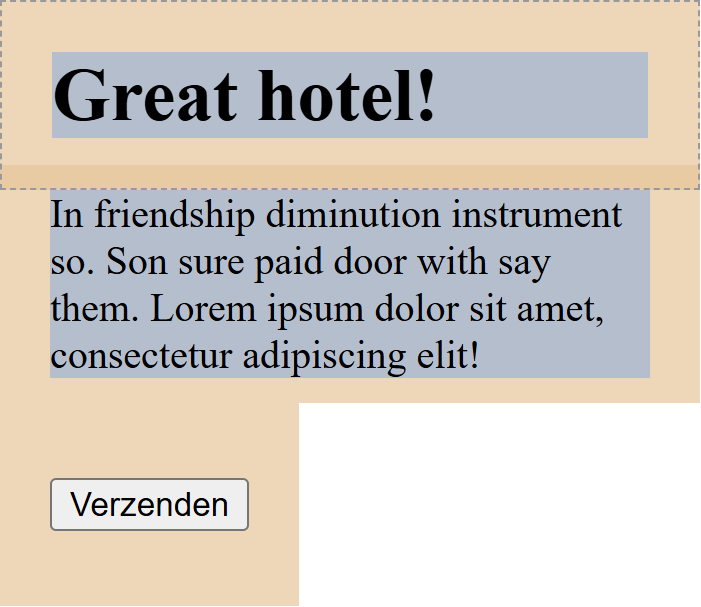 Great hotel!
In friendship diminution instrument
so. Son sure paid door with say
them. Lorem ipsum dolor sit amet,
consectetur adipiscing elit!
Verzenden